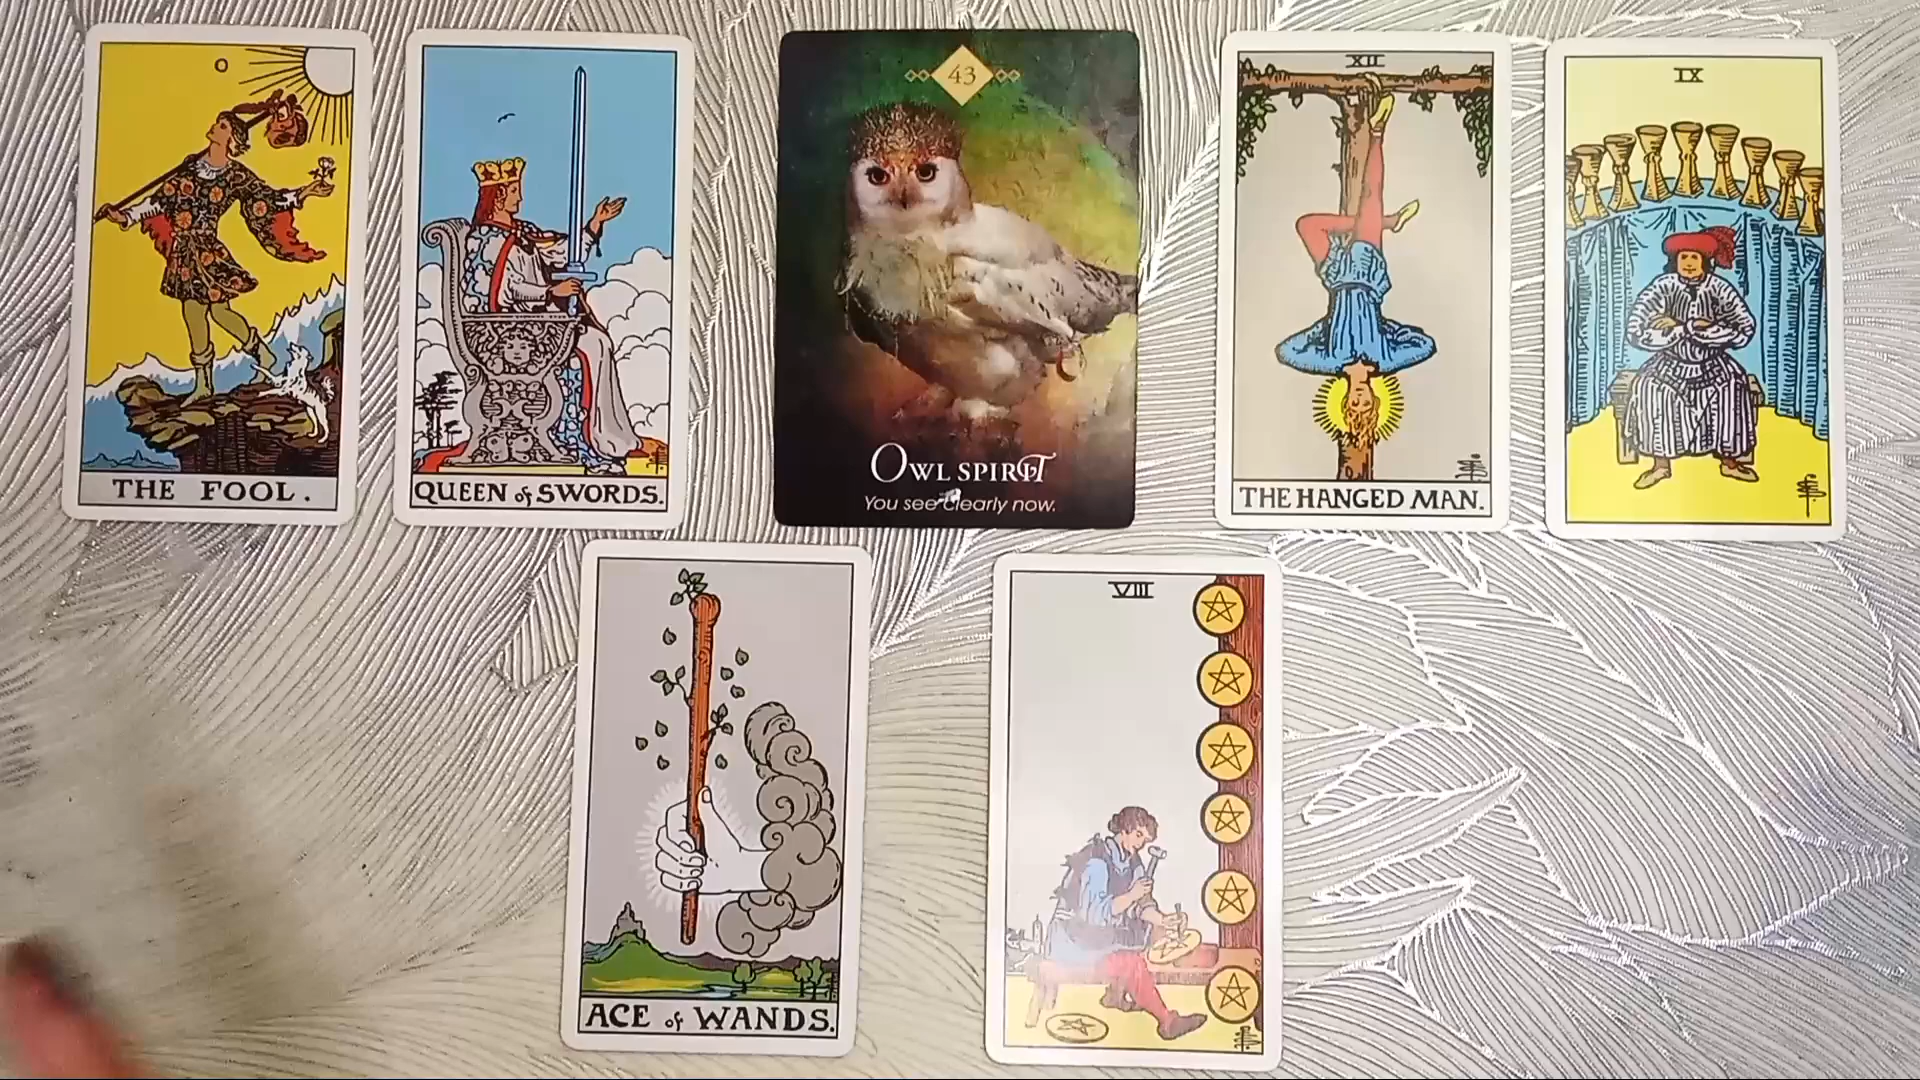 0
THE FOOL.
QUEEN of SWORDS.
43
OWL SPIRIT
You see clearly now.
XII
THE HANGED MAN.
IX
ACE of WANDS.
VIII